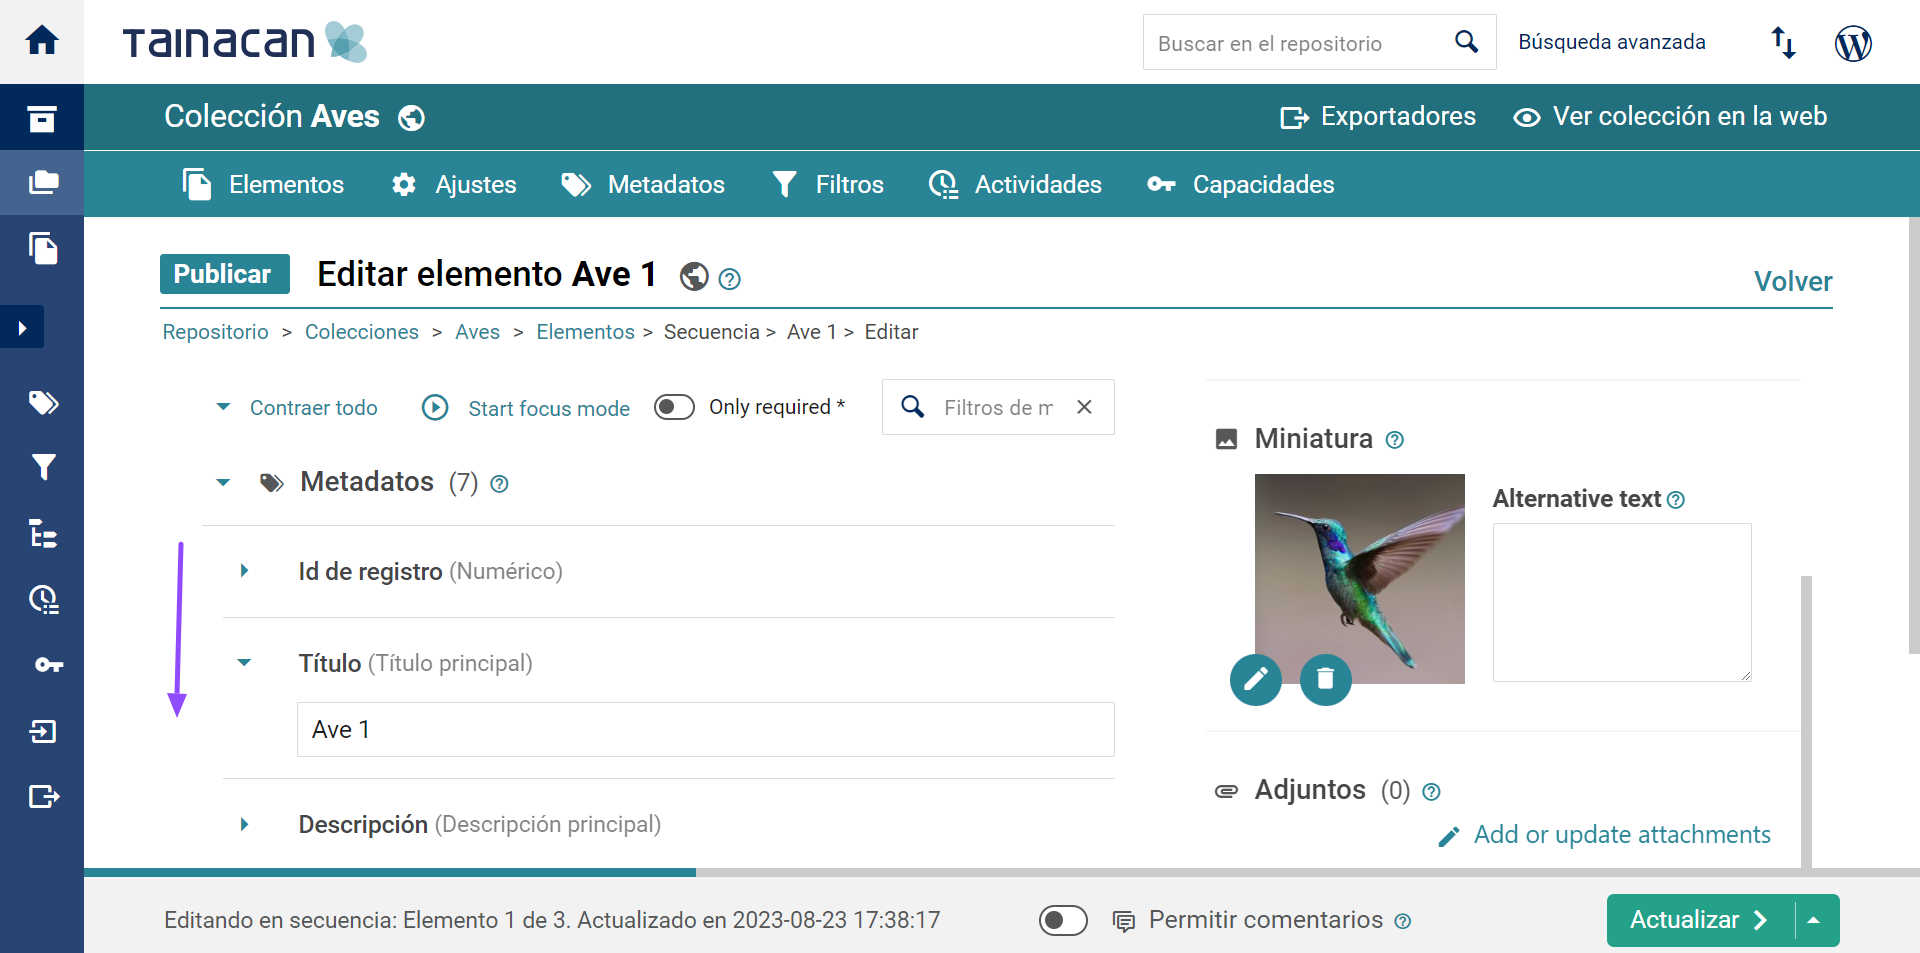 TAINACAN
Buscar en el repositorio
Búsqueda avanzada
Colección Aves
Exportadores
Ver colección en la web
Elementos
Ajustes
Metadatos
Filtros
Actividades
Capacidades
Publicar
Editar elemento Ave 1
Volver
Repositorio > Colecciones > Aves > Elementos > Secuencia > Ave 1 > Editar
Contraer todo
Start focus mode
Only required *
Filtros de m
Metadatos (7)
Id de registro (Numérico)
Título (Título principal)
Ave 1
Descripción (Descripción principal)
Miniatura
Alternative text
Adjuntos (0)
Add or update attachments
Editando en secuencia: Elemento 1 de 3. Actualizado en 2023-08-23 17:38:17
Permitir comentarios
Actualizar